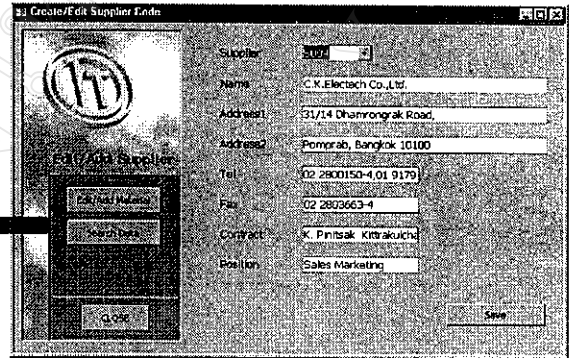 Create/Edit Supplier Code
Supplier
Name C.K.Electech Co.,Ltd.
Address1 31/14 Dhamrongrak Road,
Address2 Pomprab, Bangkok 10100
Edit/Add Supplier
Tel 02 2800150-4,01 9179
Edit/Add Material
Fax 02 2803663-4
Search Data
Contract K. Pinitsak Kittrakulcha
Position Sales Marketing
CLOSE
Save